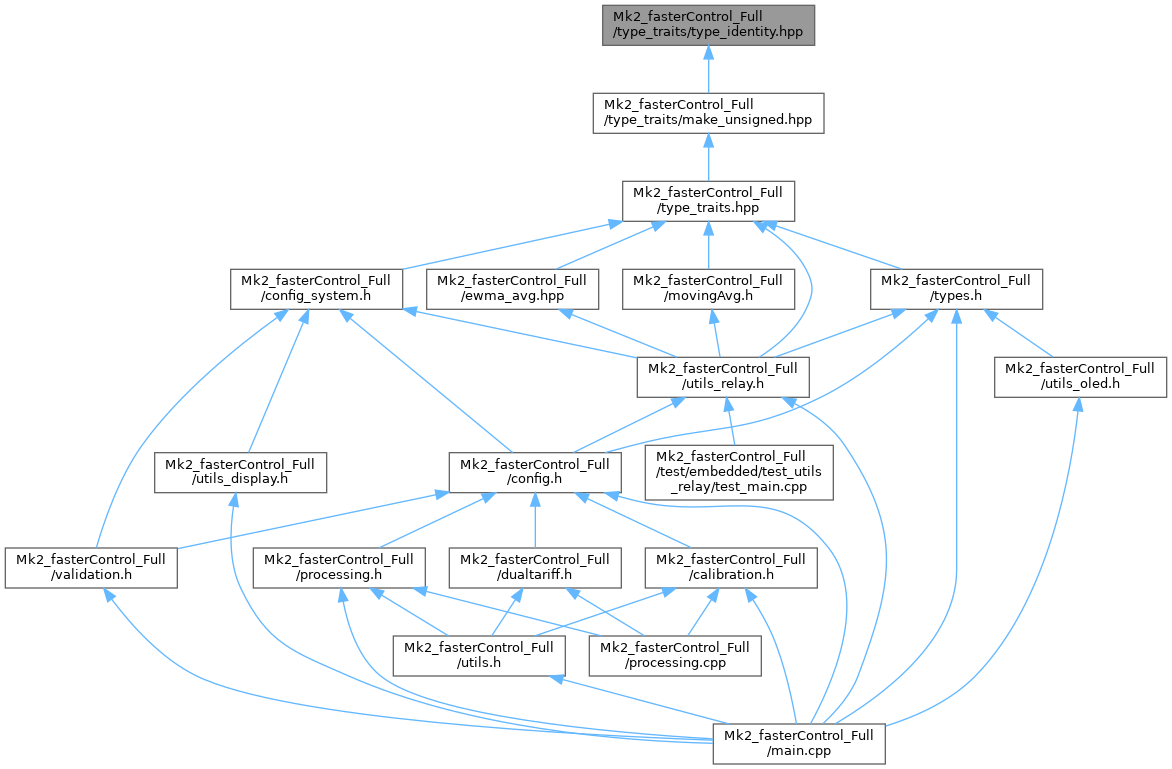 Mk2_fasterControl_Full
/type_traits/type_identity.hpp
Mk2_fasterControl_Full
/type_traits/make_unsigned.hpp
Mk2_fasterControl_Full
/type_traits.hpp
Mk2_fasterControl_Full
/config_system.h
Mk2_fasterControl_Full
/ewma_avg.hpp
Mk2_fasterControl_Full
/movingAvg.h
Mk2_fasterControl_Full
/types.h
Mk2_fasterControl_Full
/utils_relay.h
Mk2_fasterControl_Full
/utils_oled.h
Mk2_fasterControl_Full
/utils_display.h
Mk2_fasterControl_Full
/config.h
Mk2_fasterControl_Full
/test/embedded/test_utils
_relay/test_main.cpp
Mk2_fasterControl_Full
/validation.h
Mk2_fasterControl_Full
/processing.h
Mk2_fasterControl_Full
/dualtariff.h
Mk2_fasterControl_Full
/calibration.h
Mk2_fasterControl_Full
/utils.h
Mk2_fasterControl_Full
/processing.cpp
Mk2_fasterControl_Full
/main.cpp